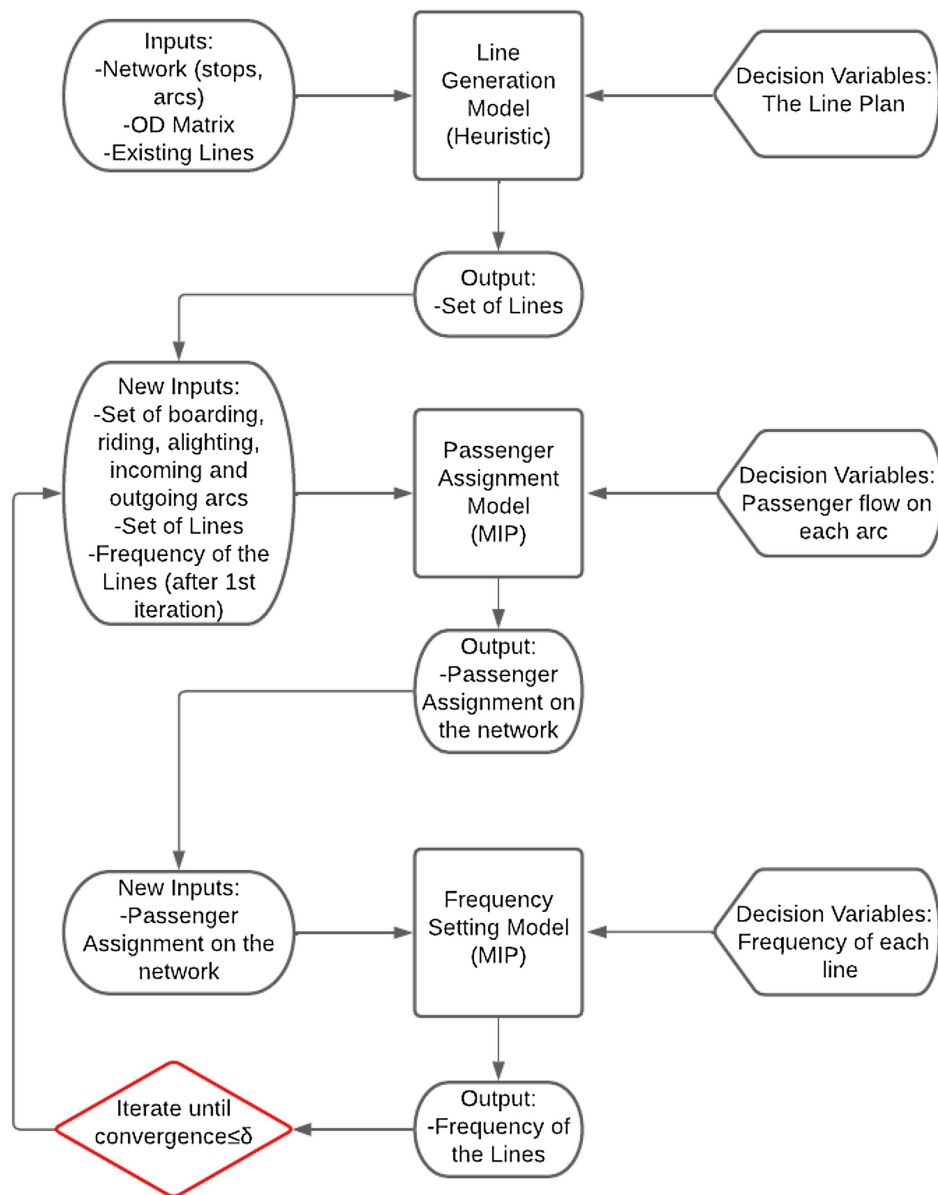 Inputs:
-Network (stops,
arcs)
-OD Matrix
-Existing Lines
Line
Generation
Model
(Heuristic)
Decision Variables:
The Line Plan
Output:
-Set of Lines
New Inputs:
-Set of boarding,
riding, alighting,
incoming and
outgoing arcs
-Set of Lines
-Frequency of the
Lines (after 1st
iteration)
Passenger
Assignment
Model
(MIP)
Decision Variables:
Passenger flow on
each arc
Output:
-Passenger
Assignment on
the network
New Inputs:
-Passenger
Assignment on the
network
Frequency
Setting Model
(MIP)
Decision Variables:
Frequency of each
line
Iterate until
convergence≤δ
Output:
-Frequency of
the Lines